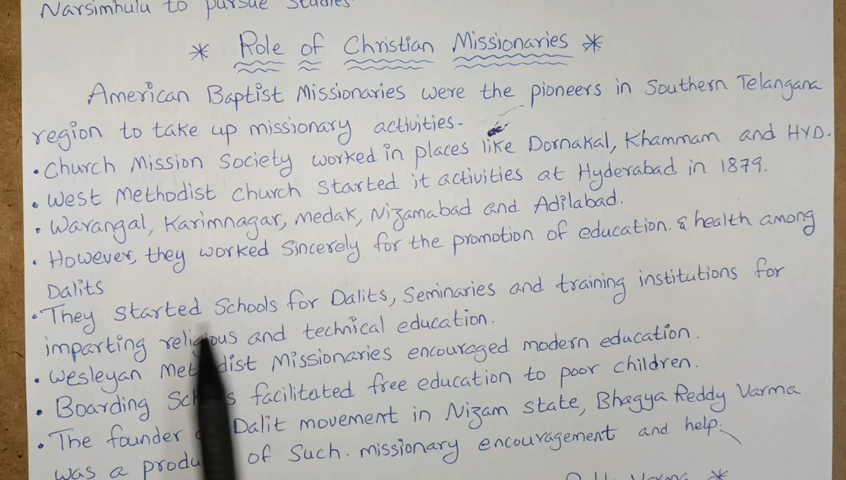 Narsimhulu to pursue Studies
* Role of Christian Missionaries *
American Baptist Missionaries were the pioneers in Southern Telangana
region to take up missionary activities.
• Church Mission Society worked in places like Dornakal, Khammam and HYD.
• West Methodist Church Started it activities at Hyderabad in 1879.
• Warangal, Karimnagar, Medak, Nizamabad and Adilabad.
• However, they worked Sincerely for the promotion of education. & health among
Dalits
• They Started Schools for Dalits, Seminaries and training institutions for
imparting religious and technical education.
• Wesleyan Methodist Missionaries encouraged modern education.
• Boarding facilitated free education to poor children.
• The founder Dalit movement in Nizam state, Bhagya Reddy Varma
was a of Such. missionary encouragement and help.